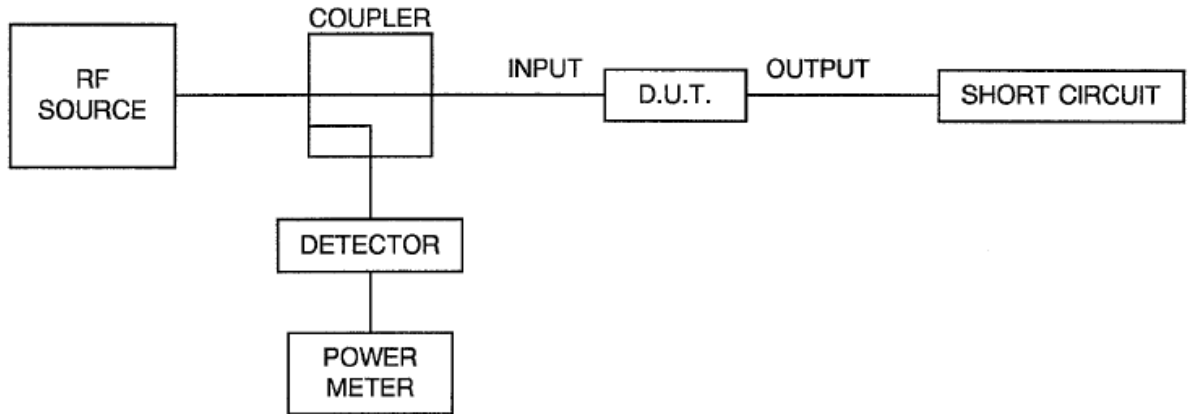 COUPLER
RF
SOURCE
INPUT
D.U.T.
OUTPUT
SHORT CIRCUIT
DETECTOR
POWER
METER